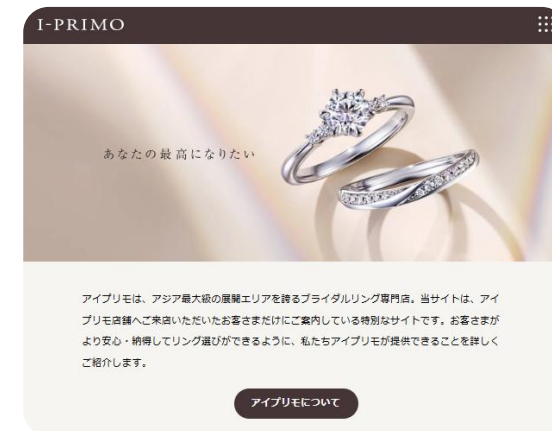 I-PRIMO
あなたの最高になりたい
アイプリモは、アジア最大級の展開エリアを誇るブライダルリング専門店。当サイトは、アイ
プリモ店舗へご来店いただいたお客さまだけにご案内している特別なサイトです。お客さまが
より安心・納得してリング選びができるように、私たちアイプリモが提供できることを詳しく
ご紹介します。
アイプリモについて